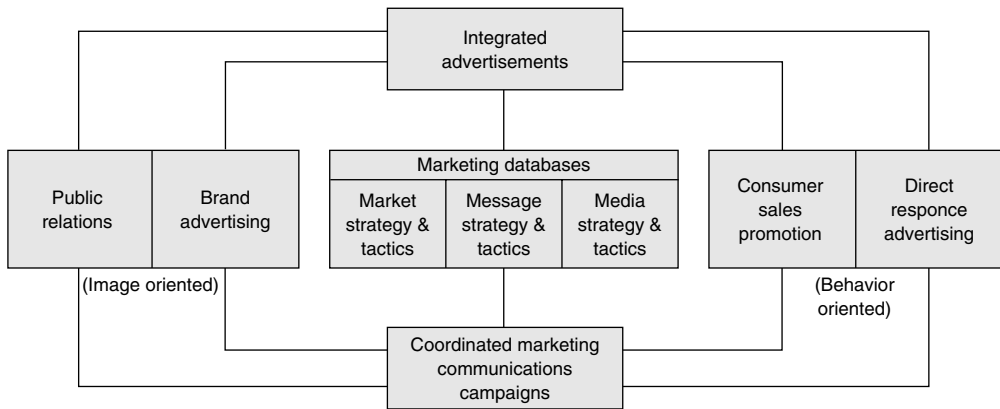 Integrated
advertisements
Public
relations
Brand
advertising
(Image oriented)
Marketing databases
Market
strategy &
tactics
Message
strategy &
tactics
Media
strategy &
tactics
Consumer
sales
promotion
Direct
responce
advertising
(Behavior
oriented)
Coordinated marketing
communications
campaigns